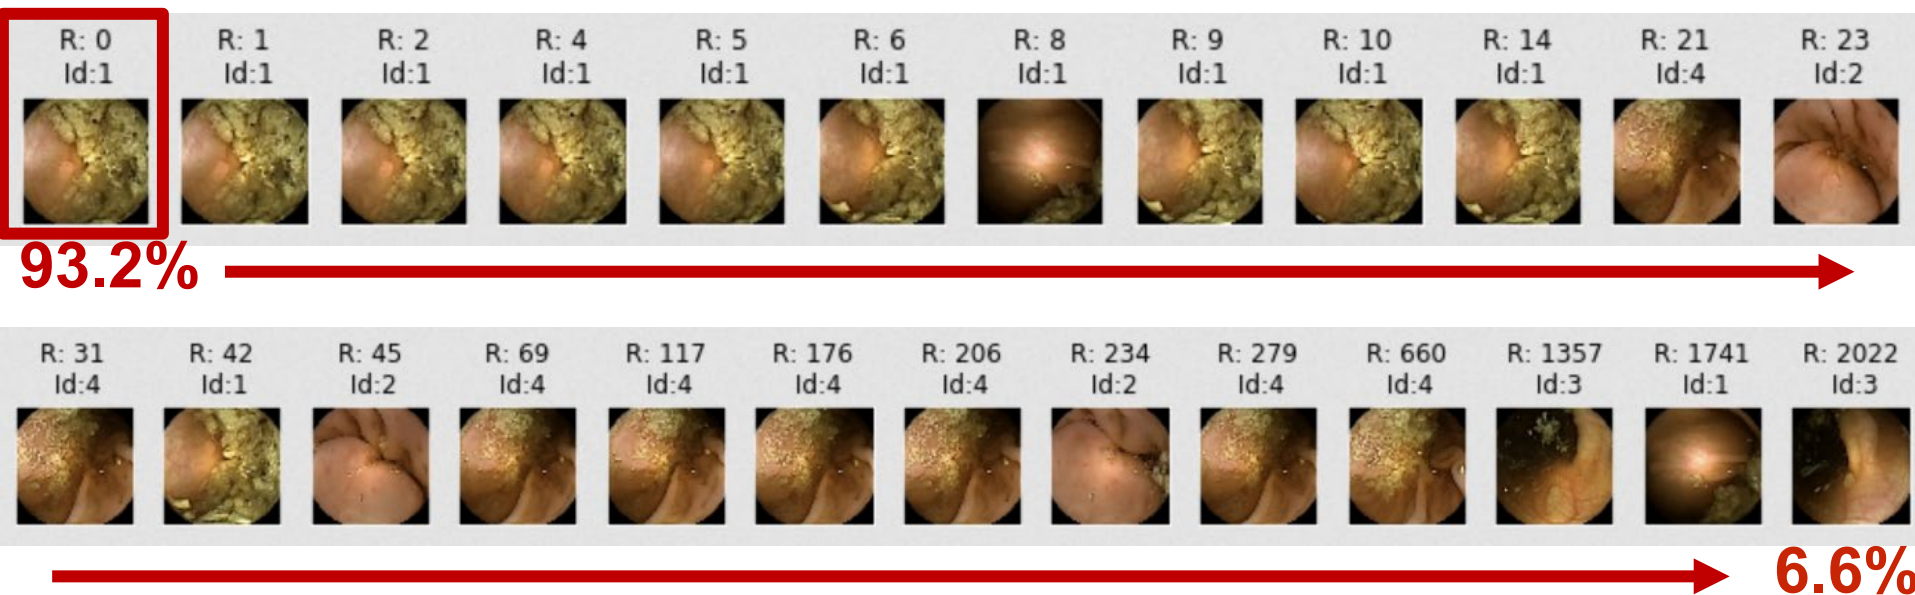 R: 0 R: 1 R: 2 R: 4 R: 5 R: 6 R: 8 R: 9 R: 10 R: 14 R: 21 R: 23
Id:1 Id:1 Id:1 Id:1 Id:1 Id:1 Id:1 Id:1 Id:1 Id:1 Id:4 Id:2
93.2%
R: 31 R: 42 R: 45 R: 69 R: 117 R: 176 R: 206 R: 234 R: 279 R: 660 R: 1357 R: 1741 R: 2022
Id:4 Id:1 Id:2 Id:4 Id:4 Id:4 Id:4 Id:2 Id:4 Id:4 Id:3 Id:1 Id:3
6.6%